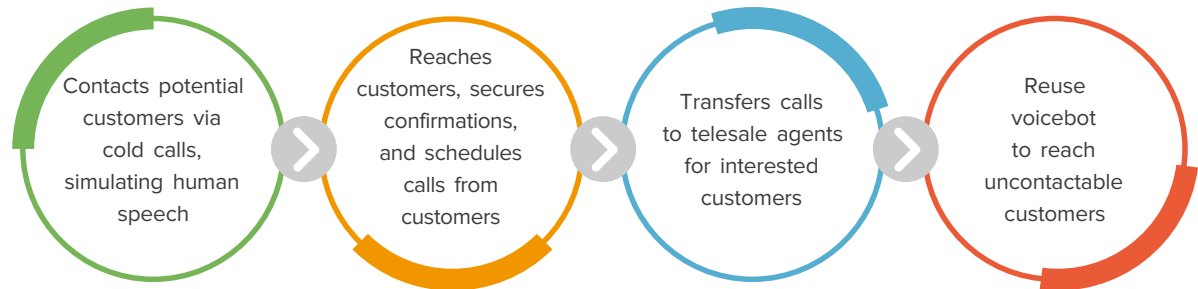 Contacts potential
customers via
cold calls,
simulating human
speech
Reaches
customers, secures
confirmations,
and schedules
calls from
customers
Transfers calls
to telesale agents
for interested
customers
Reuse
voicebot
to reach
uncontactable
customers